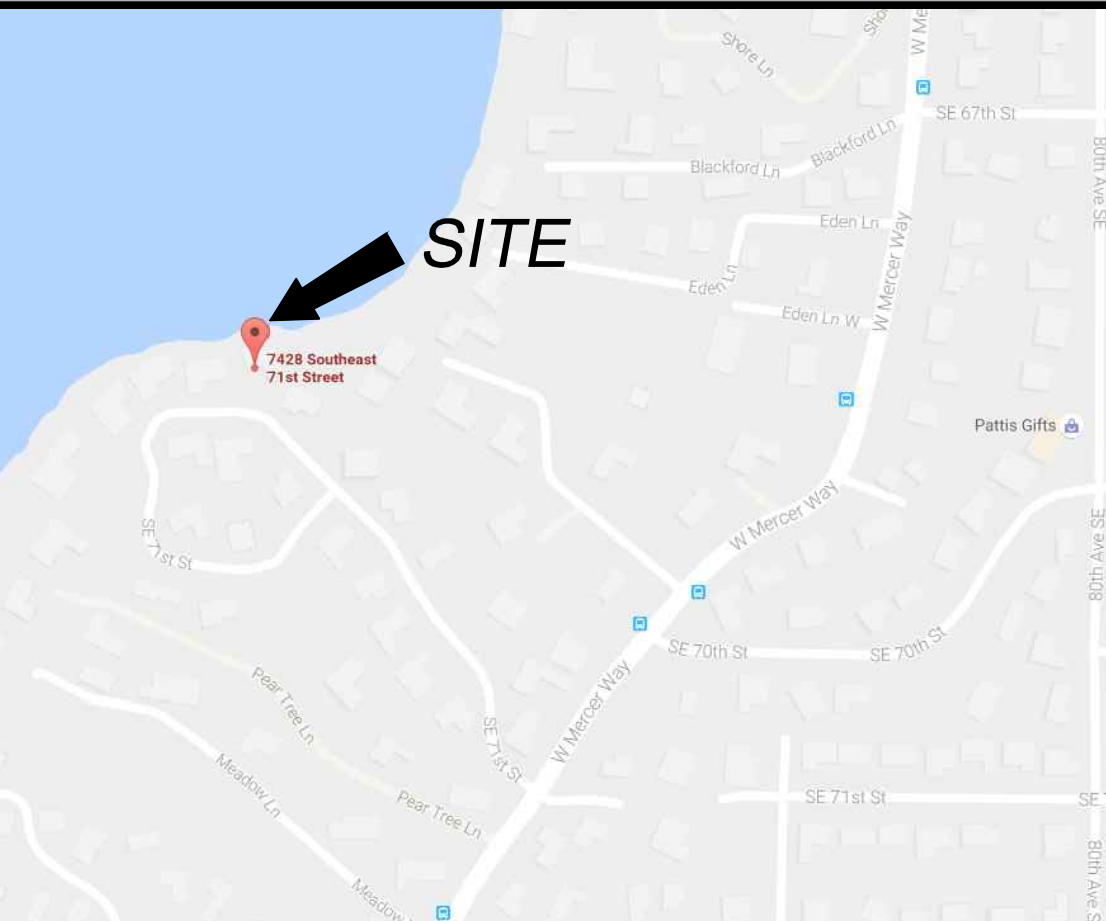 Shore Ln
Sho
W Me
SE 67th St
Blackford Ln
Blackford Ln
80th Ave SE
SITE
Eden Ln
Eden Ln
W Mercer Way
Eden Ln W
7428 Southeast
71st Street
Pattis Gifts
W Mercer Way
SE 71st St
80th Ave SE
SE 70th St
SE 70th St
Pear Tree Ln
W Mercer Way
SE 71st St
Meadow Ln
Pear Tree Ln
SE 71st St
SE
80th Ave S
Meadow